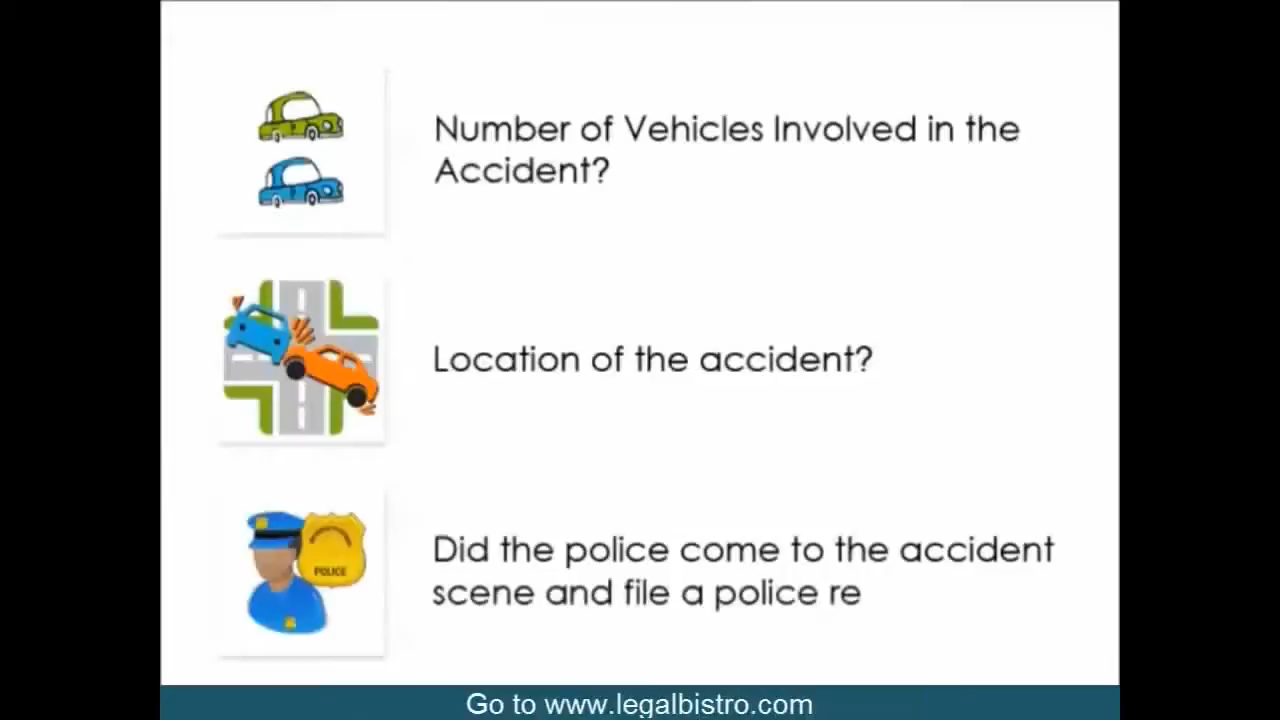 Number of Vehicles Involved in the
Accident?
Location of the accident?
POLICE
Did the police come to the accident
scene and file a police re
Go to www.legalbistro.com